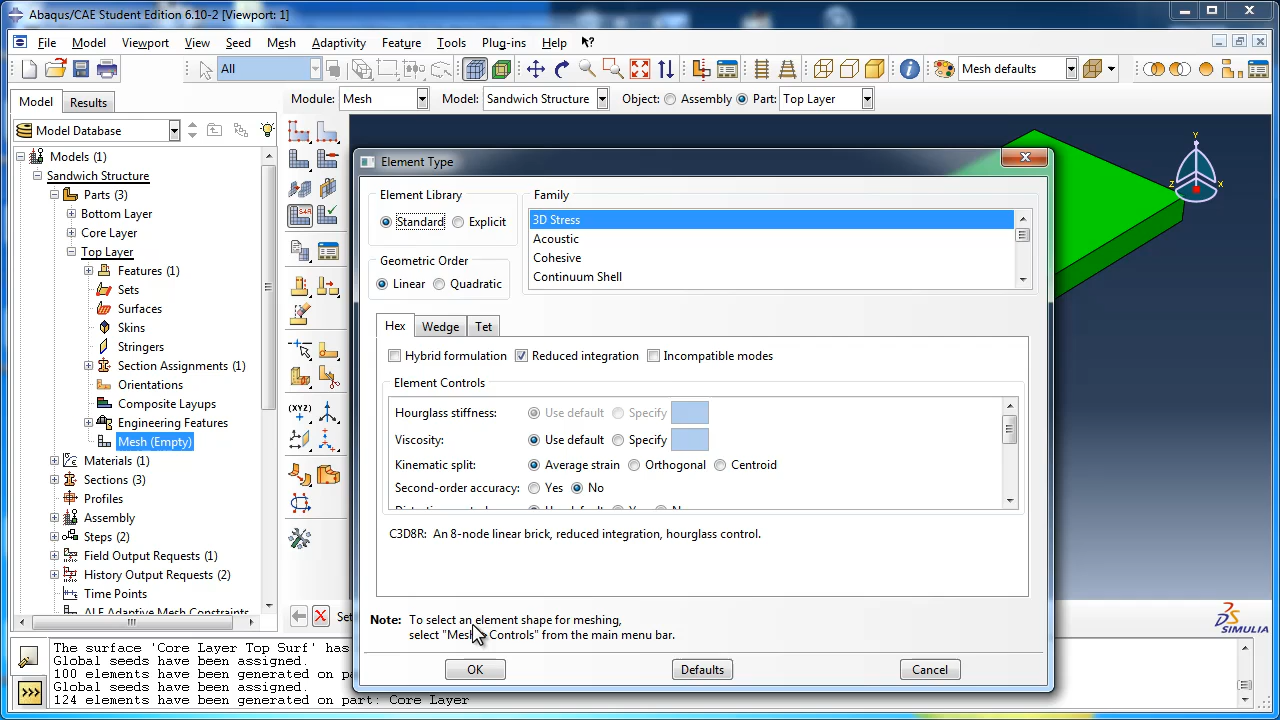 Abaqus/CAE Student Edition 6.10-2 [Viewport: 1]
File Model Viewport View Seed Mesh Adaptivity Feature Tools Plug-ins Help
All Mesh defaults
Model Results Module: Mesh Model: Sandwich Structure Object: Assembly Part: Top Layer
Model Database
Models (1)
Sandwich Structure
Parts (3)
Bottom Layer
Core Layer
Top Layer
Features (1)
Sets
Surfaces
Skins
Stringers
Section Assignments (1)
Orientations
Composite Layups
Engineering Features
Mesh (Empty)
Materials (1)
Sections (3)
Profiles
Assembly
Steps (2)
Field Output Requests (1)
History Output Requests (2)
Time Points
ALE Adaptive Mesh Constraints
Y
Z X
Element Type
Element Library
Standard Explicit
Geometric Order
Linear Quadratic
Family
3D Stress
Acoustic
Cohesive
Continuum Shell
Hex Wedge Tet
Hybrid formulation Reduced integration Incompatible modes
Element Controls
Hourglass stiffness: Use default Specify
Viscosity: Use default Specify
Kinematic split: Average strain Orthogonal Centroid
Second-order accuracy: Yes No
C3D8R: An 8-node linear brick, reduced integration, hourglass control.
Note: To select an element shape for meshing,
select "Mesh Controls" from the main menu bar.
OK Defaults Cancel
SIMULIA
The surface 'Core Layer Top Surf' has
Global seeds have been assigned.
100 elements have been generated on pa
Global seeds have been assigned.
124 elements have been generated on part: Core Layer